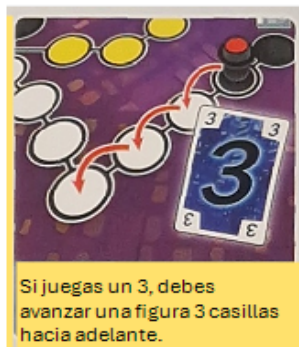 3 3
3
3 3
Si juegas un 3, debes
avanzar una figura 3 casillas
hacia adelante.